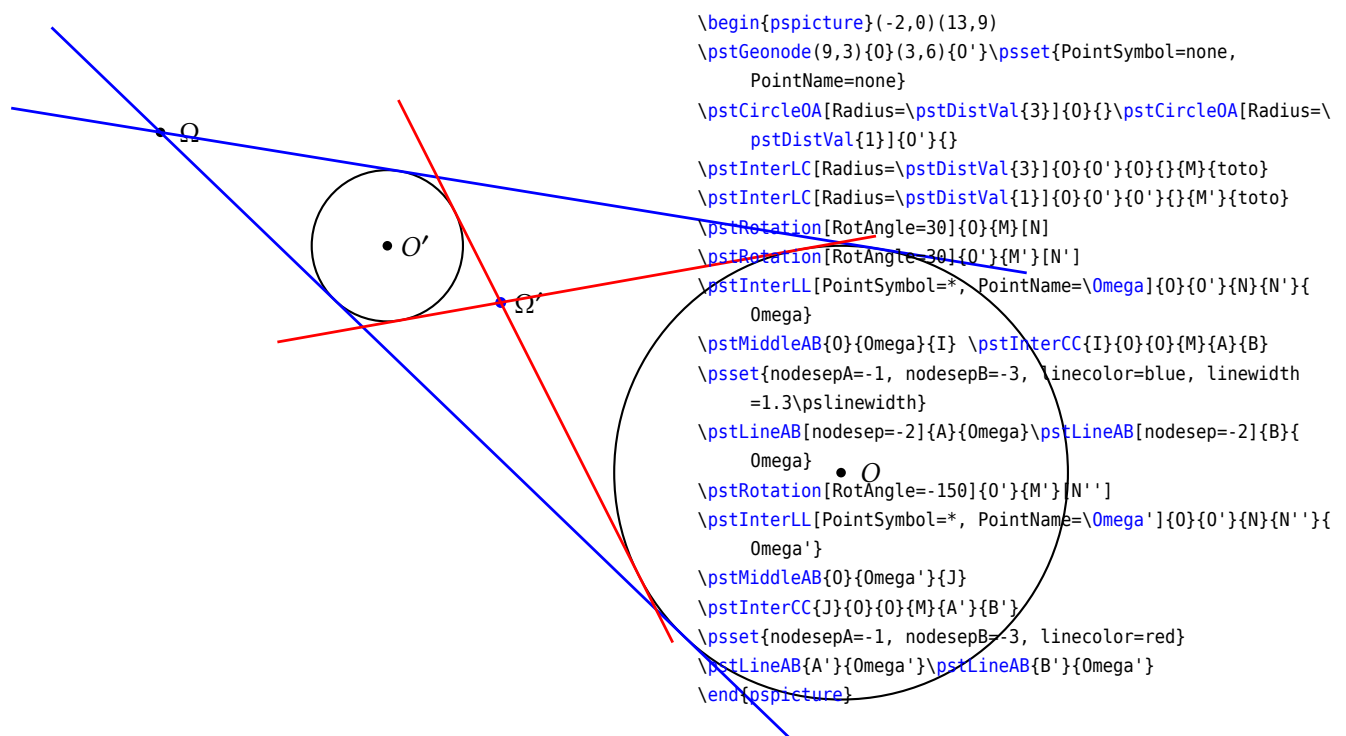 \begin{pspicture}(-2,0)(13,9)
\pstGeonode(9,3){O}(3,6){O'}\psset{PointSymbol=none,
PointName=none}
\pstCircleOA[Radius=\pstDistVal{3}]{O}{}\pstCircleOA[Radius=\
pstDistVal{1}]{O'}{}
\pstInterLC[Radius=\pstDistVal{3}]{O}{O'}{O}{}{M}{toto}
\pstInterLC[Radius=\pstDistVal{1}]{O}{O'}{O'}{}{M'}{toto}
\pstRotation[RotAngle=30]{O}{M}[N]
\pstRotation[RotAngle=30]{O'}{M'}[N']
\pstInterLL[PointSymbol=*, PointName=\Omega]{O}{O'}{N}{N'}{
Omega}
\pstMiddleAB{O}{Omega}{I} \pstInterCC{I}{O}{O}{M}{A}{B}
\psset{nodesepA=-1, nodesepB=-3, linecolor=blue, linewidth
=1.3\pslinewidth}
\pstLineAB[nodesep=-2]{A}{Omega}\pstLineAB[nodesep=-2]{B}{
Omega}
\pstRotation[RotAngle=-150]{O'}{M'}[N'']
\pstInterLL[PointSymbol=*, PointName=\Omega']{O}{O'}{N}{N''}{
Omega'}
\pstMiddleAB{O}{Omega'}{J}
\pstInterCC{J}{O}{O}{M}{A'}{B'}
\psset{nodesepA=-1, nodesepB=-3, linecolor=red}
\pstLineAB{A'}{Omega'}\pstLineAB{B'}{Omega'}
\end{pspicture}
Ω
O′
Ω′
O